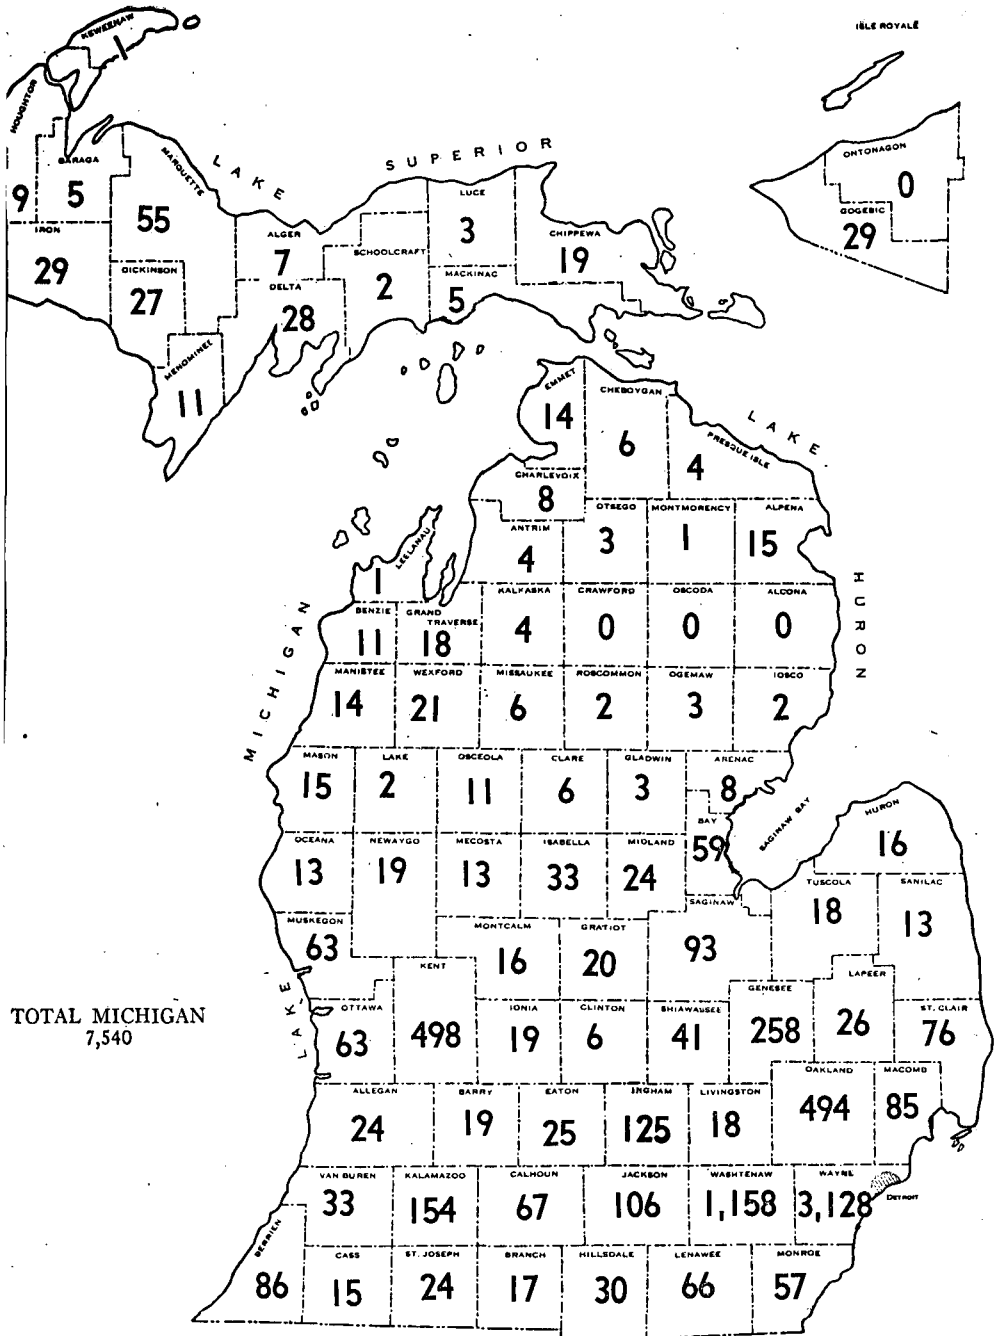 ISLE ROYALE
KEWEENAW
1
HOUGHTON
9
BARAGA
5
MARQUETTE
55
LAKE SUPERIOR
ONTONAGON
0
GOGEBIC
29
IRON
29
DICKINSON
27
ALGER
7
SCHOOLCRAFT
2
LUCE
3
CHIPPEWA
19
MACKINAC
5
DELTA
28
MENOMINEE
11
EMMET
14
CHEBOYGAN
6
LAKE HURON
PRESQUE ISLE
4
CHARLEVOIX
8
ANTRIM
4
OTSEGO
3
MONTMORENCY
1
ALPENA
15
LEELANAU
1
BENZIE
11
GRAND TRAVERSE
18
KALKASKA
4
CRAWFORD
0
OSCODA
0
ALCONA
0
LAKE MICHIGAN
MANISTEE
14
WEXFORD
21
MISSAUKEE
6
ROSCOMMON
2
OGEMAW
3
IOSCO
2
MASON
15
LAKE
2
OSCEOLA
11
CLARE
6
GLADWIN
3
ARENAC
8
BAY
59
SAGINAW BAY
HURON
16
OCEANA
13
NEWAYGO
19
MECOSTA
13
ISABELLA
33
MIDLAND
24
TUSCOLA
18
SANILAC
13
MUSKEGON
63
MONTCALM
16
GRATIOT
20
SAGINAW
93
TOTAL MICHIGAN
7,540
OTTAWA
63
KENT
498
IONIA
19
CLINTON
6
SHIAWASSEE
41
GENESEE
258
LAPEER
26
ST. CLAIR
76
ALLEGAN
24
BARRY
19
EATON
25
INGHAM
125
LIVINGSTON
18
OAKLAND
494
MACOMB
85
VAN BUREN
33
KALAMAZOO
154
CALHOUN
67
JACKSON
106
WASHTENAW
1,158
WAYNE
3,128
DETROIT
BERRIEN
86
CASS
15
ST. JOSEPH
24
BRANCH
17
HILLSDALE
30
LENAWEE
66
MONROE
57